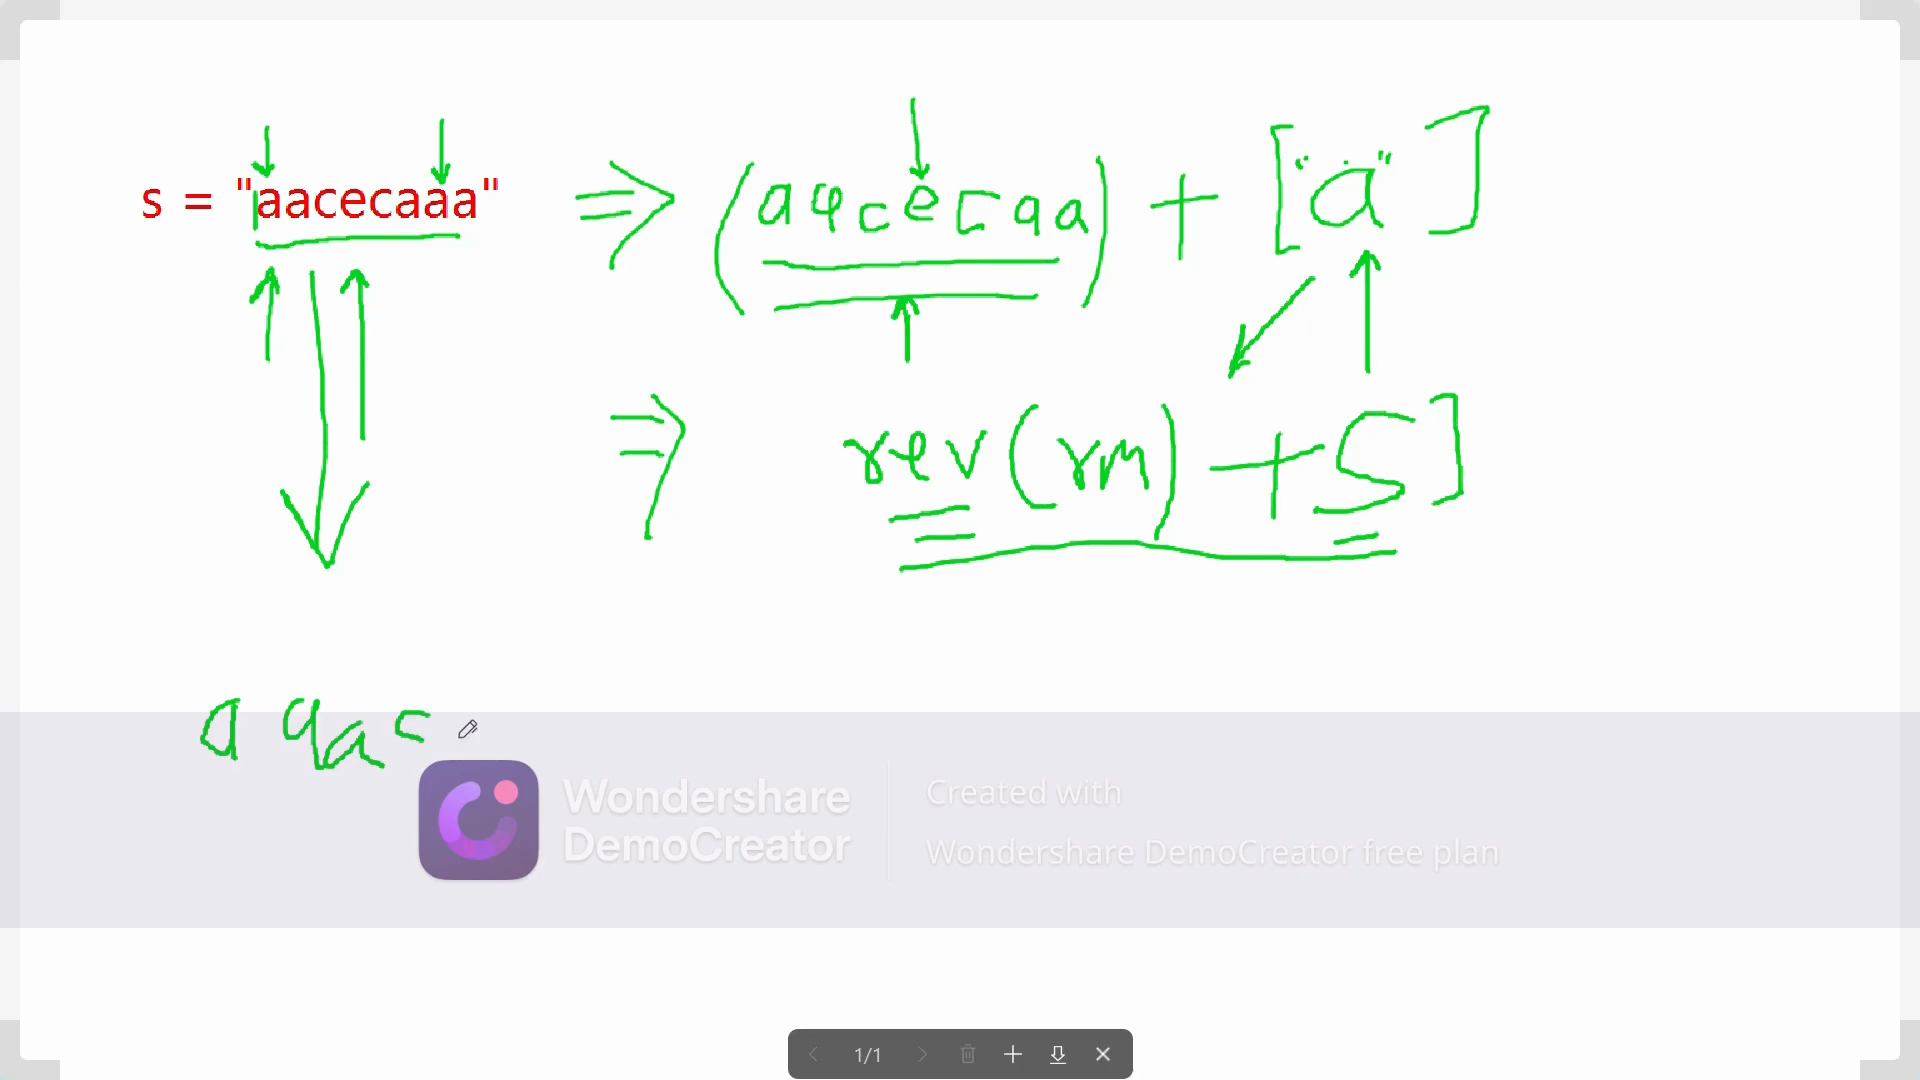 s = "aacecaaa" ⇒ (aacecaa) + ["a"]
⇒ rev(rm) + S]
a a a c
Wondershare
DemoCreator
Created with
Wondershare DemoCreator free plan
1/1